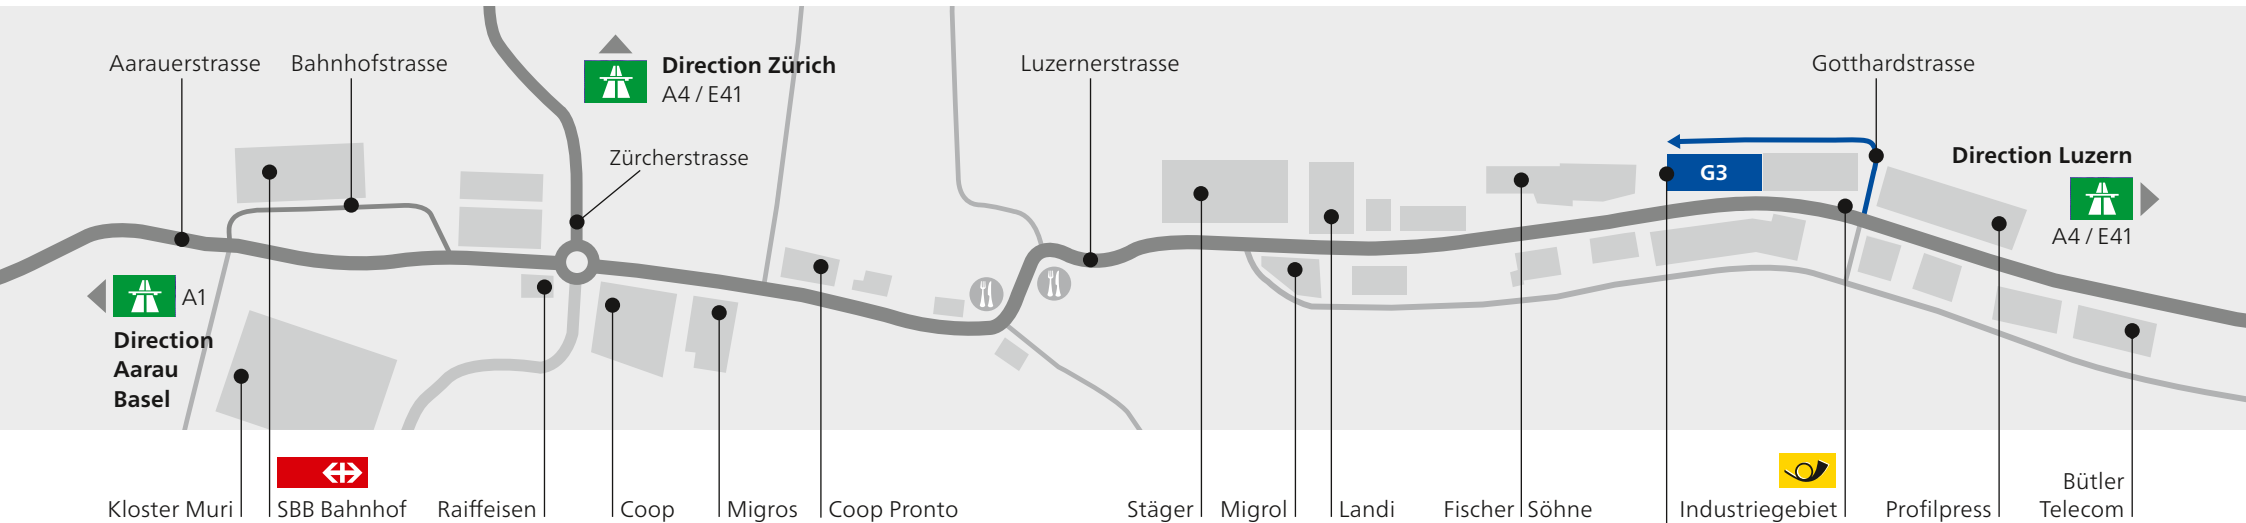 Aarauerstrasse
Bahnhofstrasse
Direction Zürich
A4 / E41
Luzernerstrasse
Gotthardstrasse
Zürcherstrasse
Direction Luzern
A4 / E41
G3
A1
Direction
Aarau
Basel
Kloster Muri
SBB Bahnhof
Raiffeisen
Coop
Migros
Coop Pronto
Stäger
Migrol
Landi
Fischer Söhne
Industriegebiet
Profilpress
Bütler
Telecom